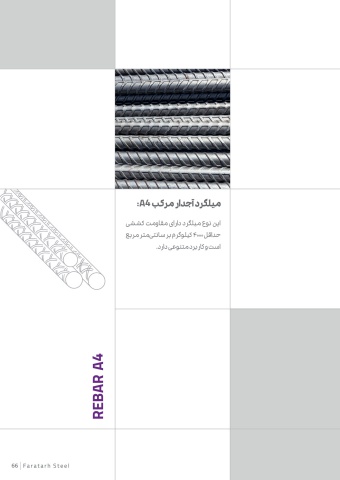 میلگرد آجدار مرکب A4:
این نوع میلگرد دارای مقاومت کششی
حداقل ۴۰۰۰ کیلوگرم بر سانتی‌متر مربع
است و کاربرد متنوعی دارد.
REBAR A4
66 | Faratarh Steel